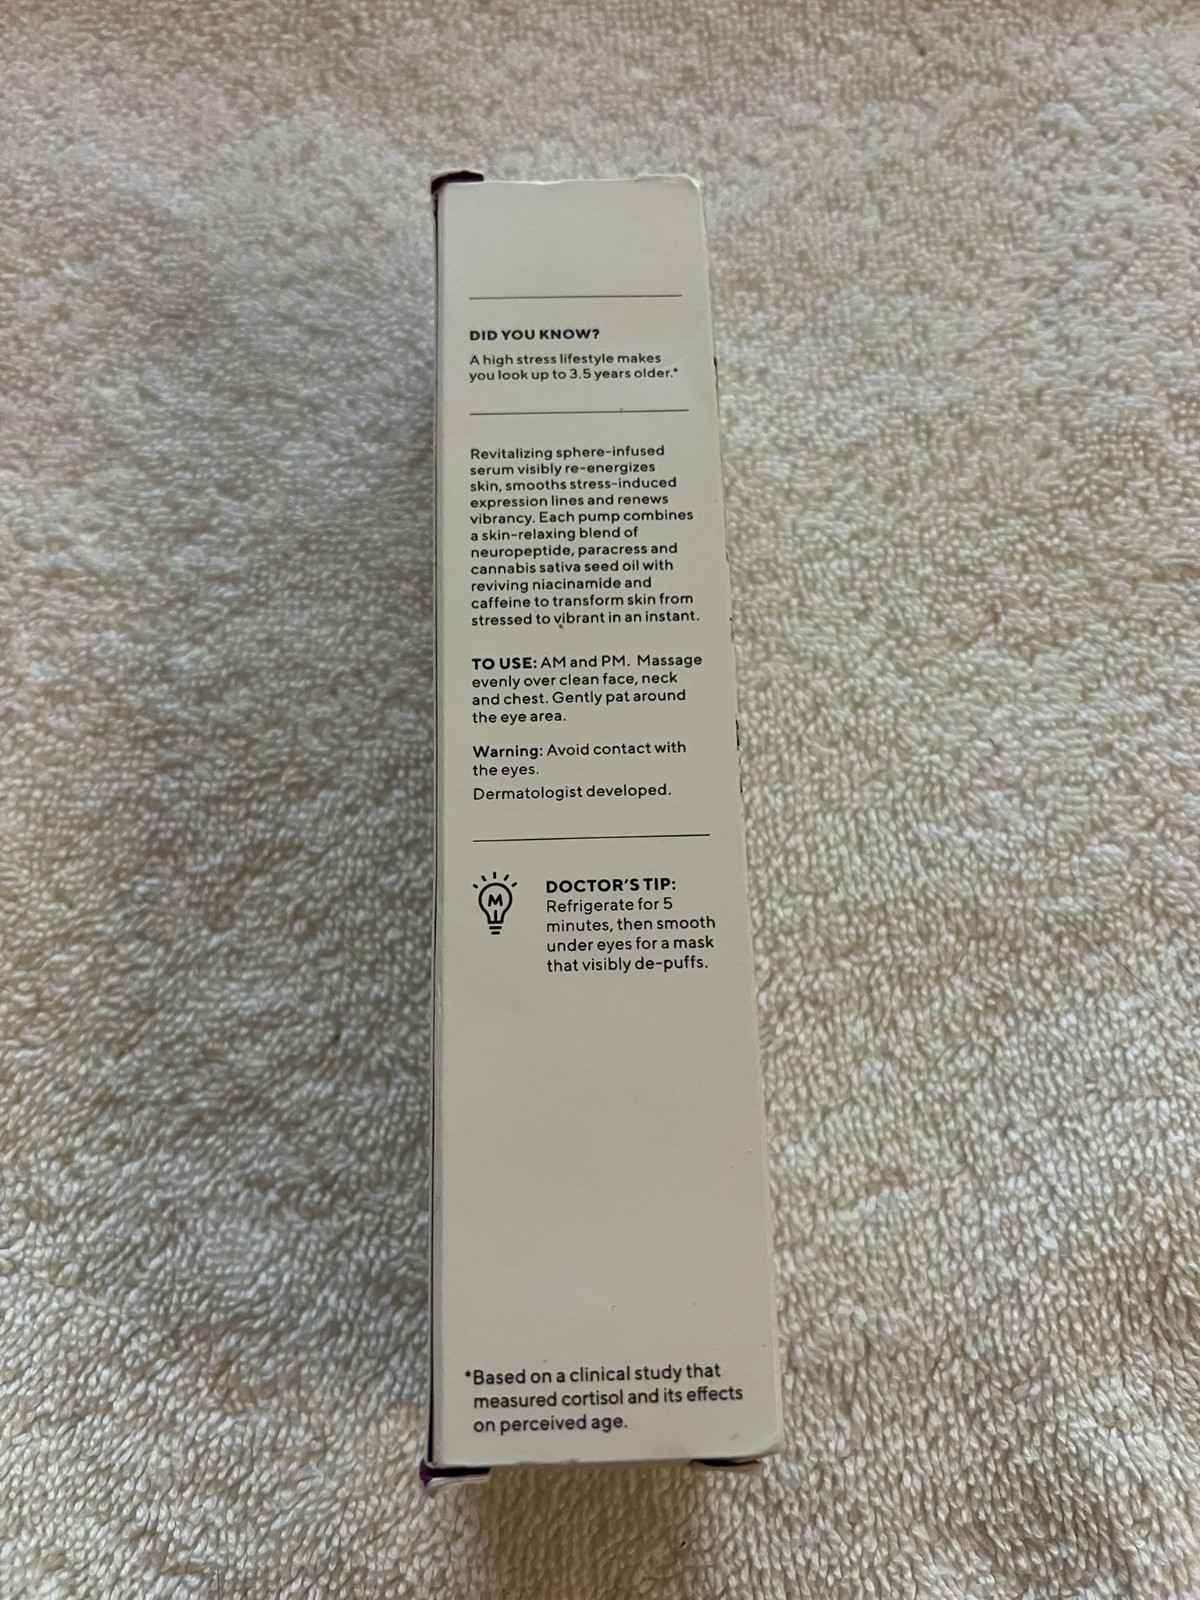 DID YOU KNOW?
A high stress lifestyle makes
you look up to 3.5 years older.*
Revitalizing sphere-infused
serum visibly re-energizes
skin, smooths stress-induced
expression lines and renews
vibrancy. Each pump combines
a skin-relaxing blend of
neuropeptide, paracress and
cannabis sativa seed oil with
reviving niacinamide and
caffeine to transform skin from
stressed to vibrant in an instant.
TO USE: AM and PM. Massage
evenly over clean face, neck
and chest. Gently pat around
the eye area.
Warning: Avoid contact with
the eyes.
Dermatologist developed.
M
DOCTOR'S TIP:
Refrigerate for 5
minutes, then smooth
under eyes for a mask
that visibly de-puffs.
*Based on a clinical study that
measured cortisol and its effects
on perceived age.